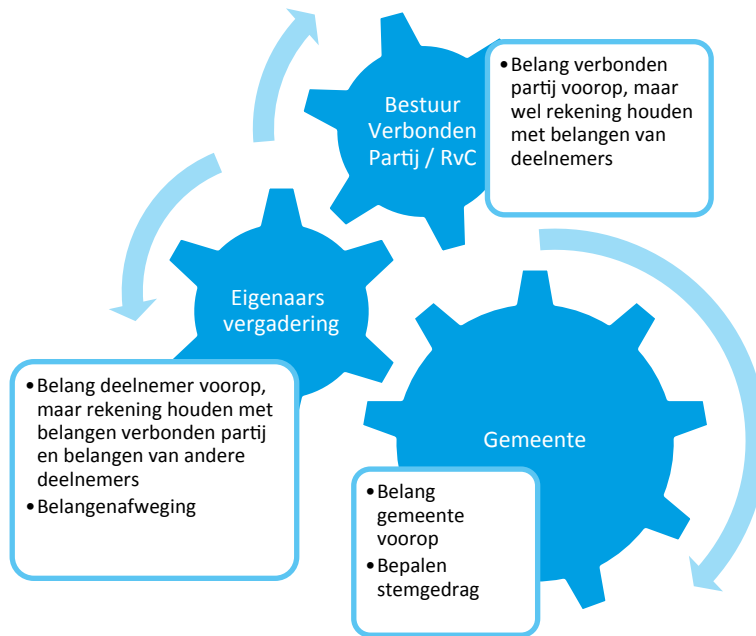 Bestuur
Verbonden
Partij / RvC
•Belang verbonden
partij voorop, maar
wel rekening houden
met belangen van
deelnemers
Eigenaars
vergadering
•Belang deelnemer voorop,
maar rekening houden met
belangen verbonden partij
en belangen van andere
deelnemers
•Belangenafweging
Gemeente
•Belang
gemeente
voorop
•Bepalen
stemgedrag